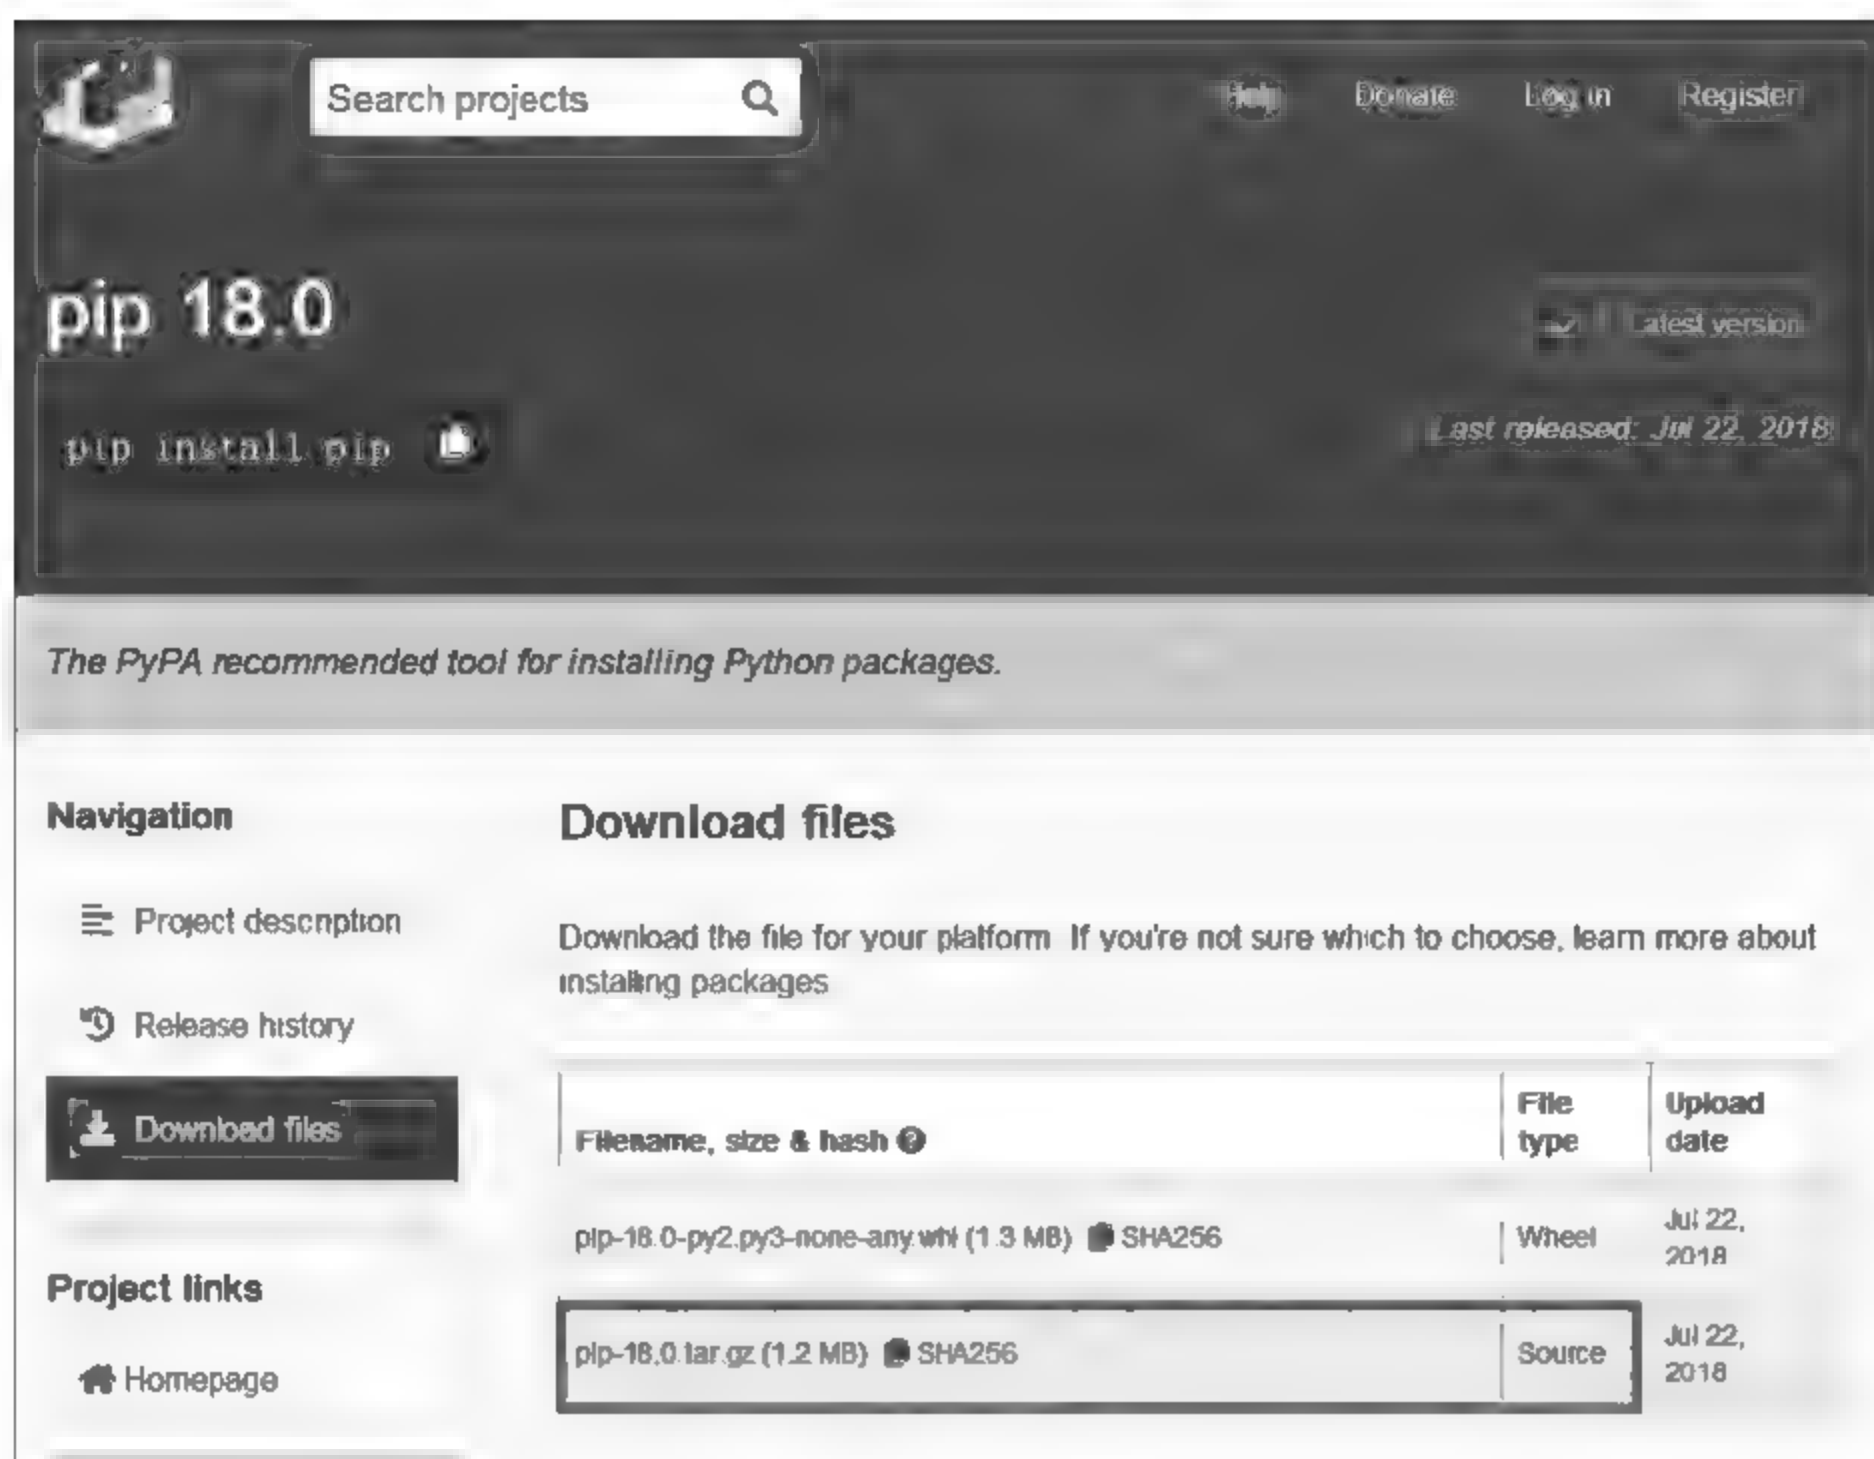 Search projects
Help Donate Log in Register
pip 18.0
Latest version
pip install pip
Last released: Jul 22, 2018
The PyPA recommended tool for installing Python packages.
Navigation
Project description
Release history
Download files
Project links
Homepage
Download files
Download the file for your platform. If you're not sure which to choose, learn more about
installing packages
Filename, size & hash File type Upload date
pip-18.0-py2.py3-none-any.whl (1.3 MB) SHA256 Wheel Jul 22, 2018
pip-18.0.tar.gz (1.2 MB) SHA256 Source Jul 22, 2018